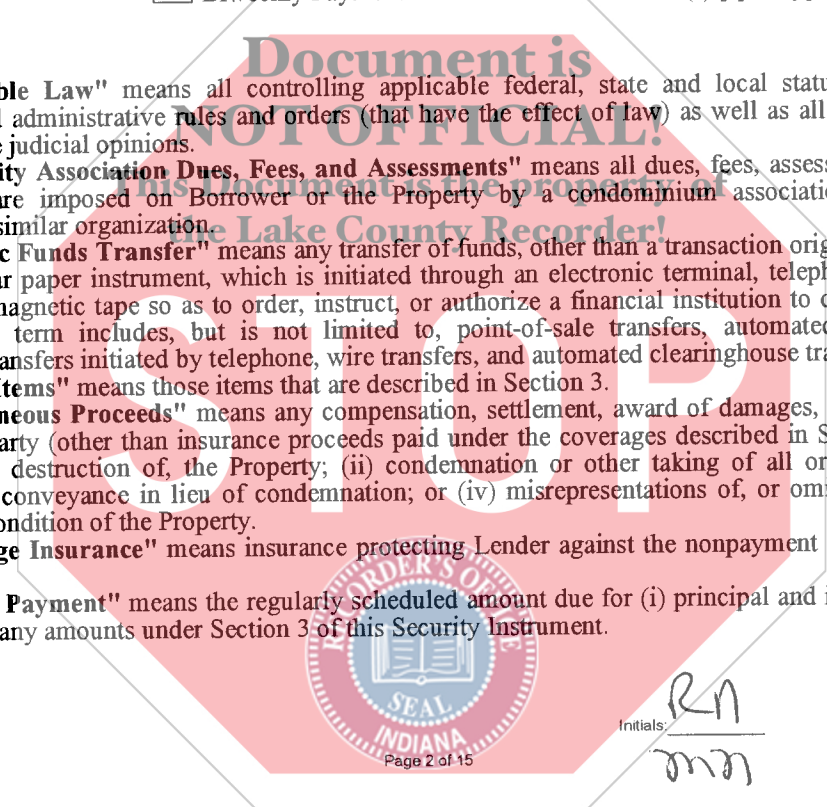 Document is
NOT OFFICIAL!
This Document is the property of
the Lake County Recorder!
STOP
ble Law" means all controlling applicable federal, state and local statu
administrative rules and orders (that have the effect of law) as well as all
judicial opinions.
ity Association Dues, Fees, and Assessments" means all dues, fees, assess
are imposed on Borrower or the Property by a condominium associatio
similar organization.
c Funds Transfer" means any transfer of funds, other than a transaction orig
ar paper instrument, which is initiated through an electronic terminal, teleph
magnetic tape so as to order, instruct, or authorize a financial institution to
term includes, but is not limited to, point-of-sale transfers, automated
ansfers initiated by telephone, wire transfers, and automated clearinghouse tra
Items" means those items that are described in Section 3.
neous Proceeds" means any compensation, settlement, award of damages,
arty (other than insurance proceeds paid under the coverages described in S
destruction of, the Property; (ii) condemnation or other taking of all or
conveyance in lieu of condemnation; or (iv) misrepresentations of, or omi
ondition of the Property.
ge Insurance" means insurance protecting Lender against the nonpayment
Payment" means the regularly scheduled amount due for (i) principal and i
any amounts under Section 3 of this Security Instrument.
RECORDER'S OFFICE
SEAL
INDIANA
Initials: RN
mn
Page 2 of 15